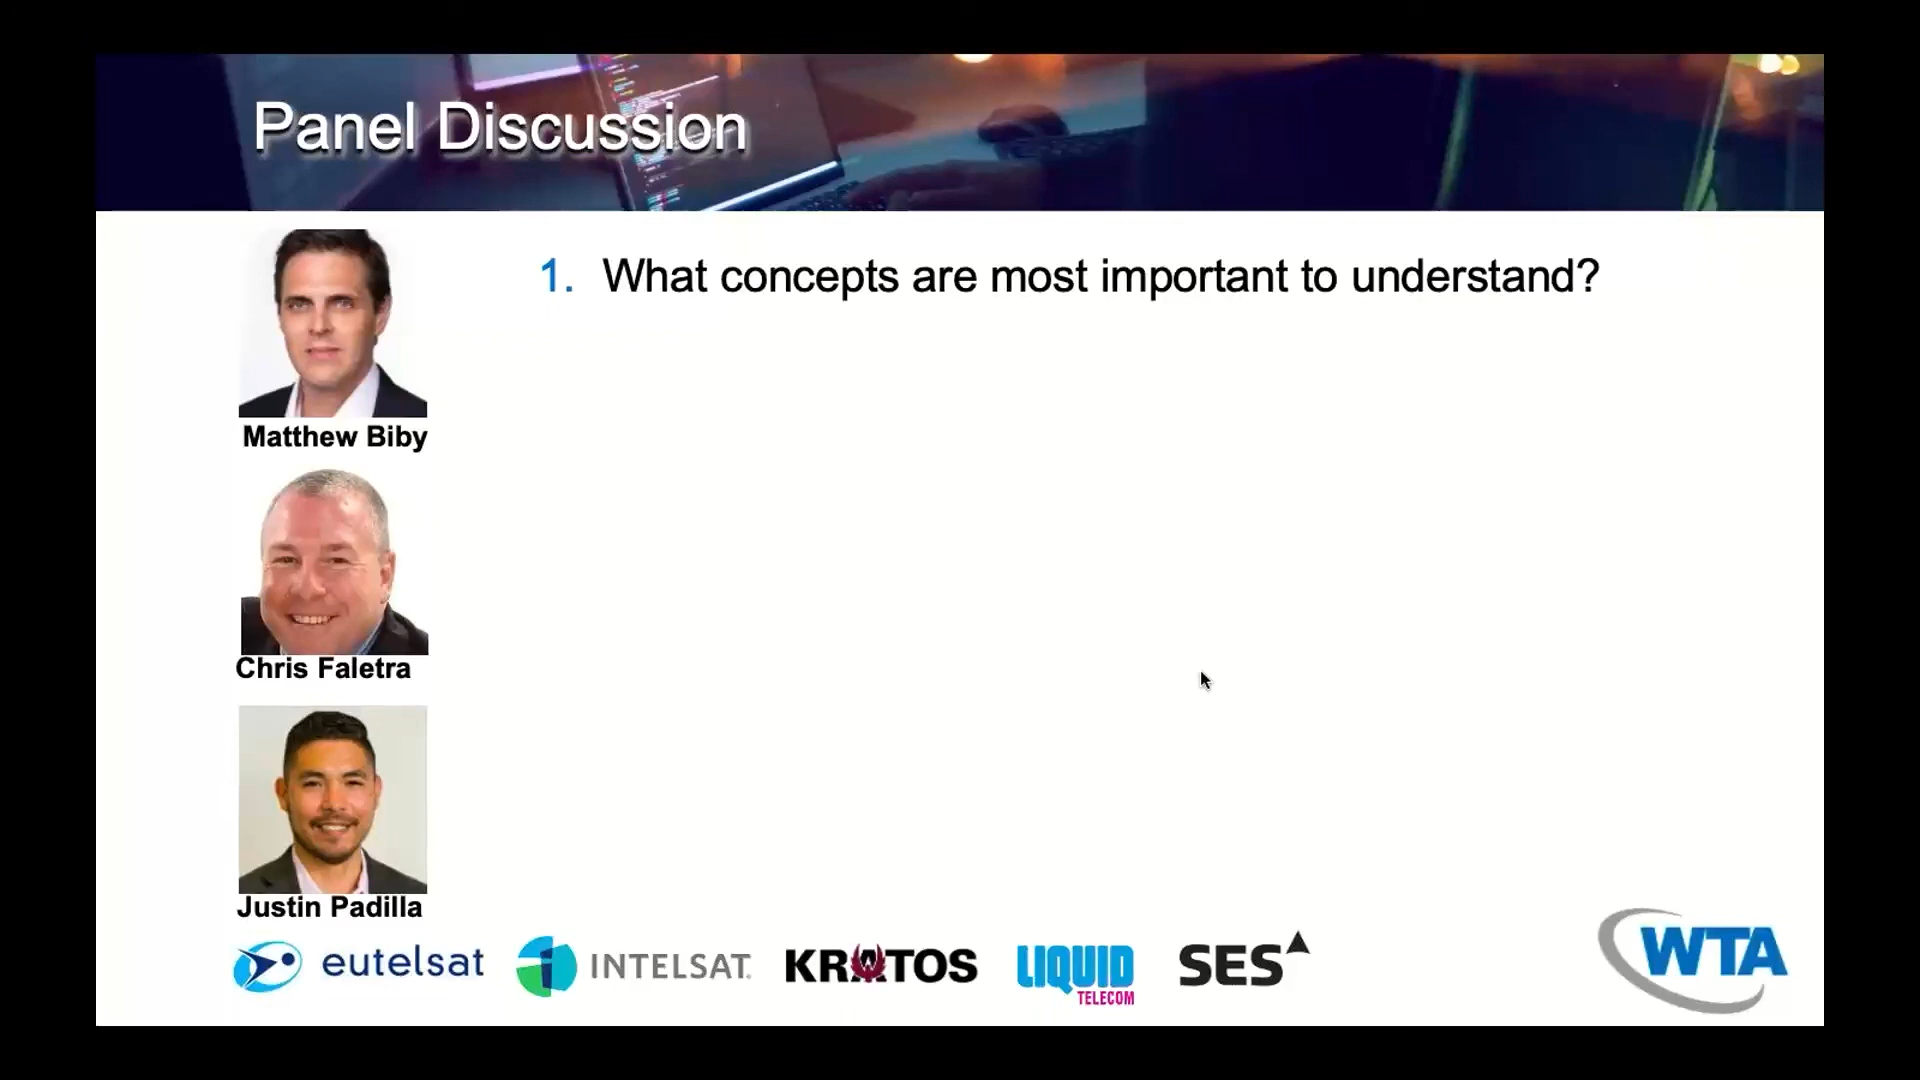 Panel Discussion
1. What concepts are most important to understand?
Matthew Biby
Chris Faletra
Justin Padilla
eutelsat
INTELSAT.
KRATOS
LIQUID
TELECOM
SES
WTA